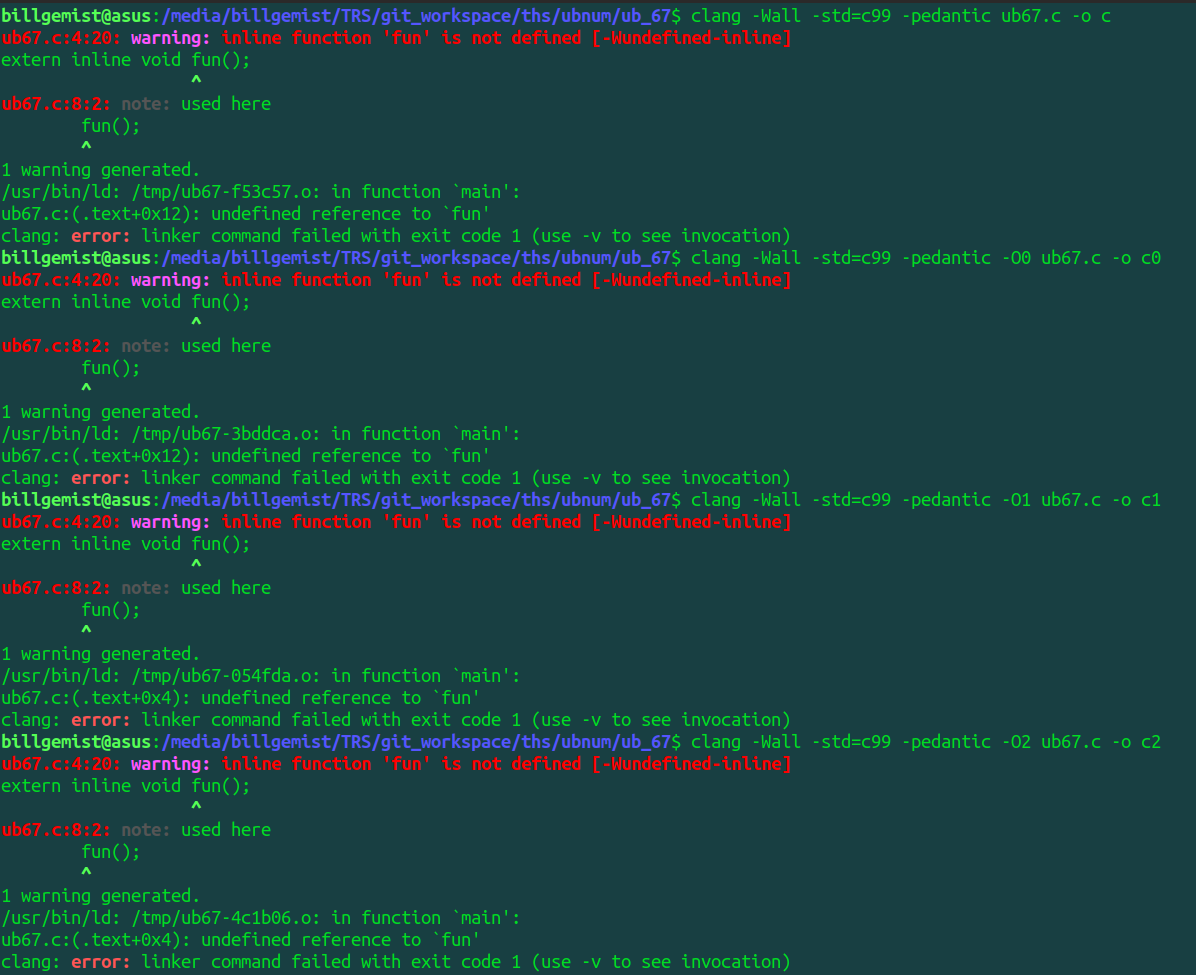 billgemist@asus:/media/billgemist/TRS/git_workspace/ths/ubnum/ub_67$ clang -Wall -std=c99 -pedantic ub67.c -o c
ub67.c:4:20: warning: inline function 'fun' is not defined [-Wundefined-inline]
extern inline void fun();
                   ^
ub67.c:8:2: note: used here
        fun();
        ^
1 warning generated.
/usr/bin/ld: /tmp/ub67-f53c57.o: in function `main':
ub67.c:(.text+0x12): undefined reference to `fun'
clang: error: linker command failed with exit code 1 (use -v to see invocation)
billgemist@asus:/media/billgemist/TRS/git_workspace/ths/ubnum/ub_67$ clang -Wall -std=c99 -pedantic -O0 ub67.c -o c0
ub67.c:4:20: warning: inline function 'fun' is not defined [-Wundefined-inline]
extern inline void fun();
                   ^
ub67.c:8:2: note: used here
        fun();
        ^
1 warning generated.
/usr/bin/ld: /tmp/ub67-3bddca.o: in function `main':
ub67.c:(.text+0x12): undefined reference to `fun'
clang: error: linker command failed with exit code 1 (use -v to see invocation)
billgemist@asus:/media/billgemist/TRS/git_workspace/ths/ubnum/ub_67$ clang -Wall -std=c99 -pedantic -O1 ub67.c -o c1
ub67.c:4:20: warning: inline function 'fun' is not defined [-Wundefined-inline]
extern inline void fun();
                   ^
ub67.c:8:2: note: used here
        fun();
        ^
1 warning generated.
/usr/bin/ld: /tmp/ub67-054fda.o: in function `main':
ub67.c:(.text+0x4): undefined reference to `fun'
clang: error: linker command failed with exit code 1 (use -v to see invocation)
billgemist@asus:/media/billgemist/TRS/git_workspace/ths/ubnum/ub_67$ clang -Wall -std=c99 -pedantic -O2 ub67.c -o c2
ub67.c:4:20: warning: inline function 'fun' is not defined [-Wundefined-inline]
extern inline void fun();
                   ^
ub67.c:8:2: note: used here
        fun();
        ^
1 warning generated.
/usr/bin/ld: /tmp/ub67-4c1b06.o: in function `main':
ub67.c:(.text+0x4): undefined reference to `fun'
clang: error: linker command failed with exit code 1 (use -v to see invocation)